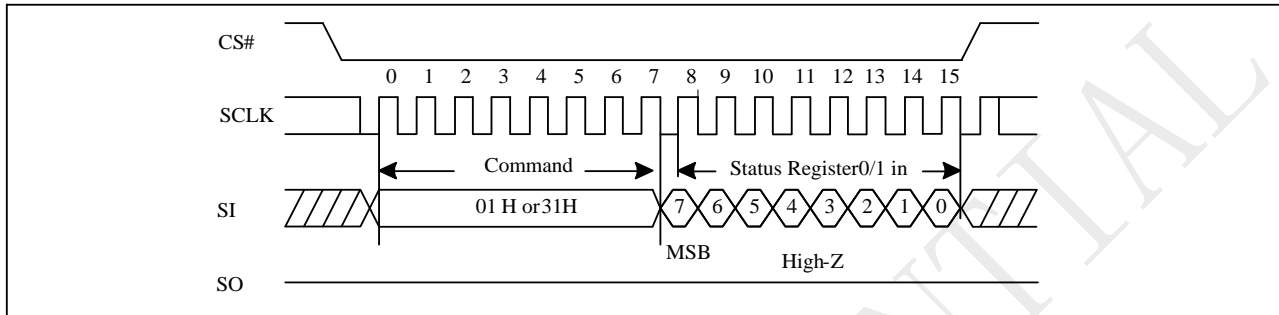 CS#
0 1 2 3 4 5 6 7 8 9 10 11 12 13 14 15
SCLK
Command Status Register0/1 in
SI 01 H or31H 7 6 5 4 3 2 1 0
MSB High-Z
SO